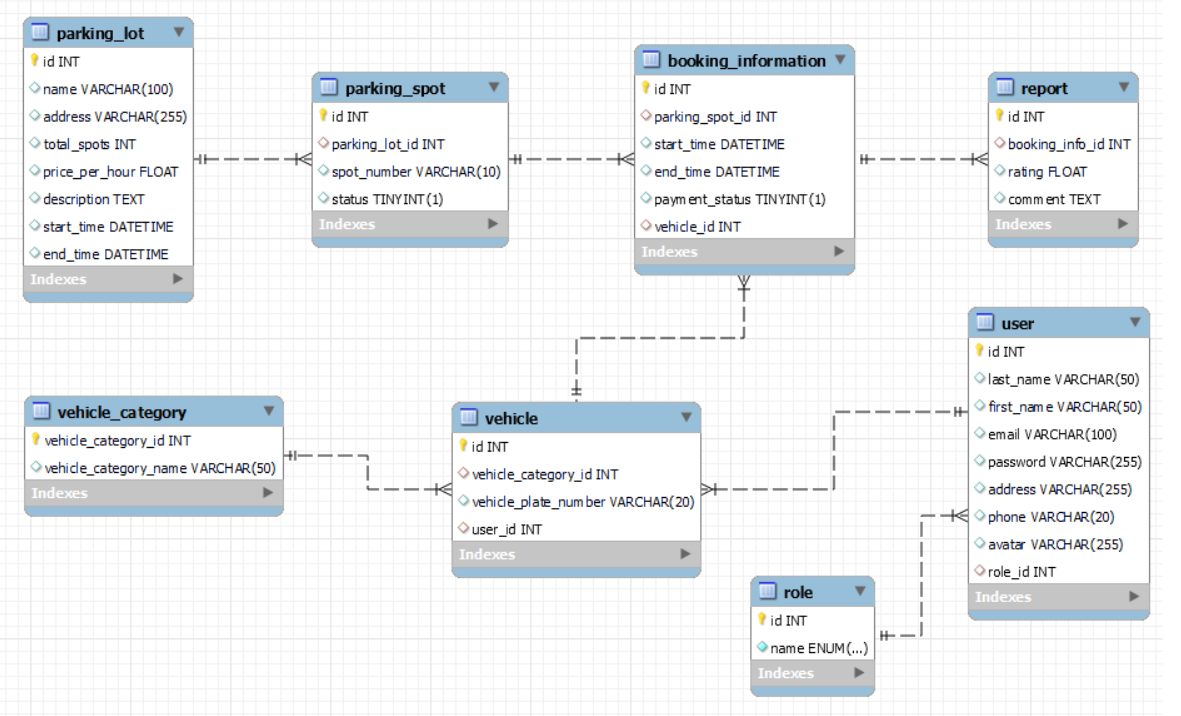 parking_lot
id INT
name VARCHAR(100)
address VARCHAR(255)
total_spots INT
price_per_hour FLOAT
description TEXT
start_time DATETIME
end_time DATETIME
Indexes
parking_spot
id INT
parking_lot_id INT
spot_number VARCHAR(10)
status TINYINT(1)
Indexes
booking_information
id INT
parking_spot_id INT
start_time DATETIME
end_time DATETIME
payment_status TINYINT(1)
vehicle_id INT
Indexes
report
id INT
booking_info_id INT
rating FLOAT
comment TEXT
Indexes
vehicle_category
vehicle_category_id INT
vehicle_category_name VARCHAR(50)
Indexes
vehicle
id INT
vehicle_category_id INT
vehicle_plate_number VARCHAR(20)
user_id INT
Indexes
user
id INT
last_name VARCHAR(50)
first_name VARCHAR(50)
email VARCHAR(100)
password VARCHAR(255)
address VARCHAR(255)
phone VARCHAR(20)
avatar VARCHAR(255)
role_id INT
Indexes
role
id INT
name ENUM(...)
Indexes